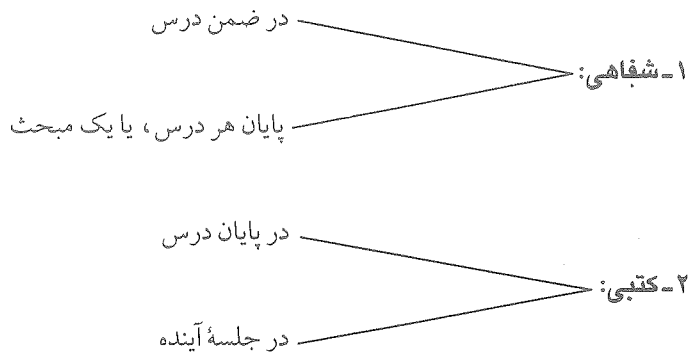 ۱ـ شفاهی:
در ضمن درس
پایان هر درس، یا یک مبحث
۲ـ کتبی:
در پایان درس
در جلسهٔ آینده